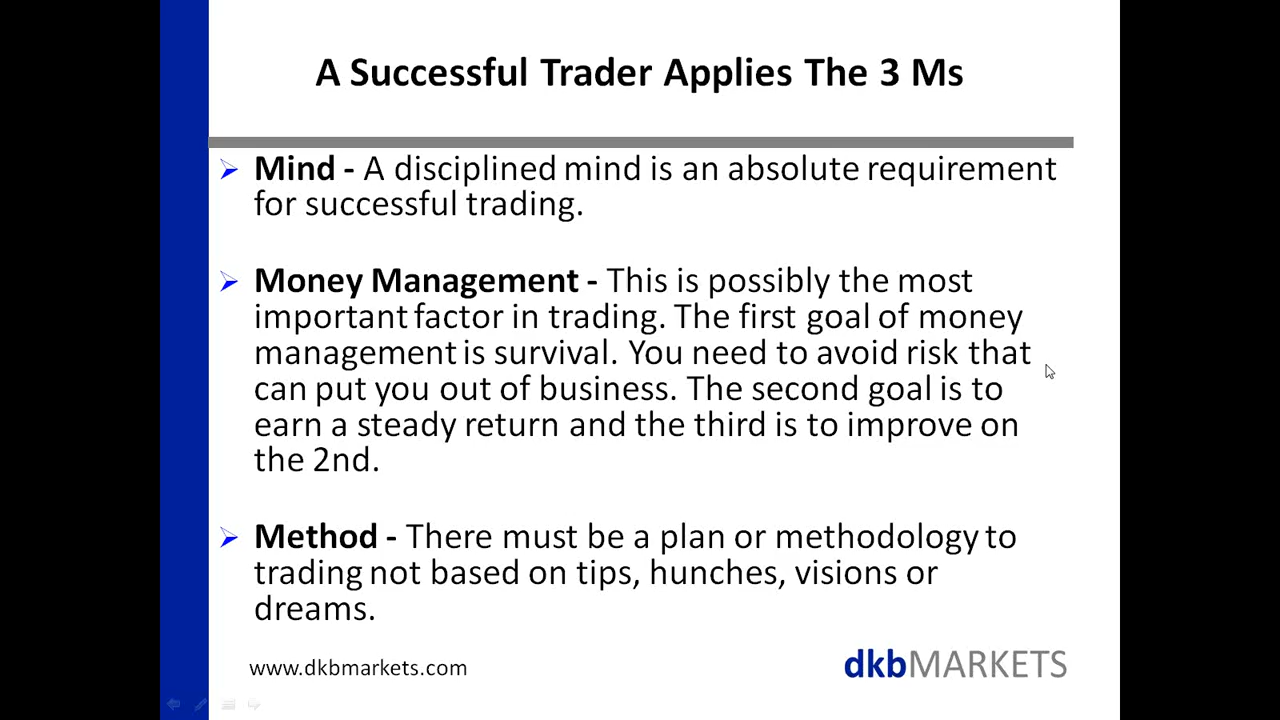 A Successful Trader Applies The 3 Ms
Mind - A disciplined mind is an absolute requirement
for successful trading.
Money Management - This is possibly the most
important factor in trading. The first goal of money
management is survival. You need to avoid risk that
can put you out of business. The second goal is to
earn a steady return and the third is to improve on
the 2nd.
Method - There must be a plan or methodology to
trading not based on tips, hunches, visions or
dreams.
www.dkbmarkets.com
dkbMARKETS